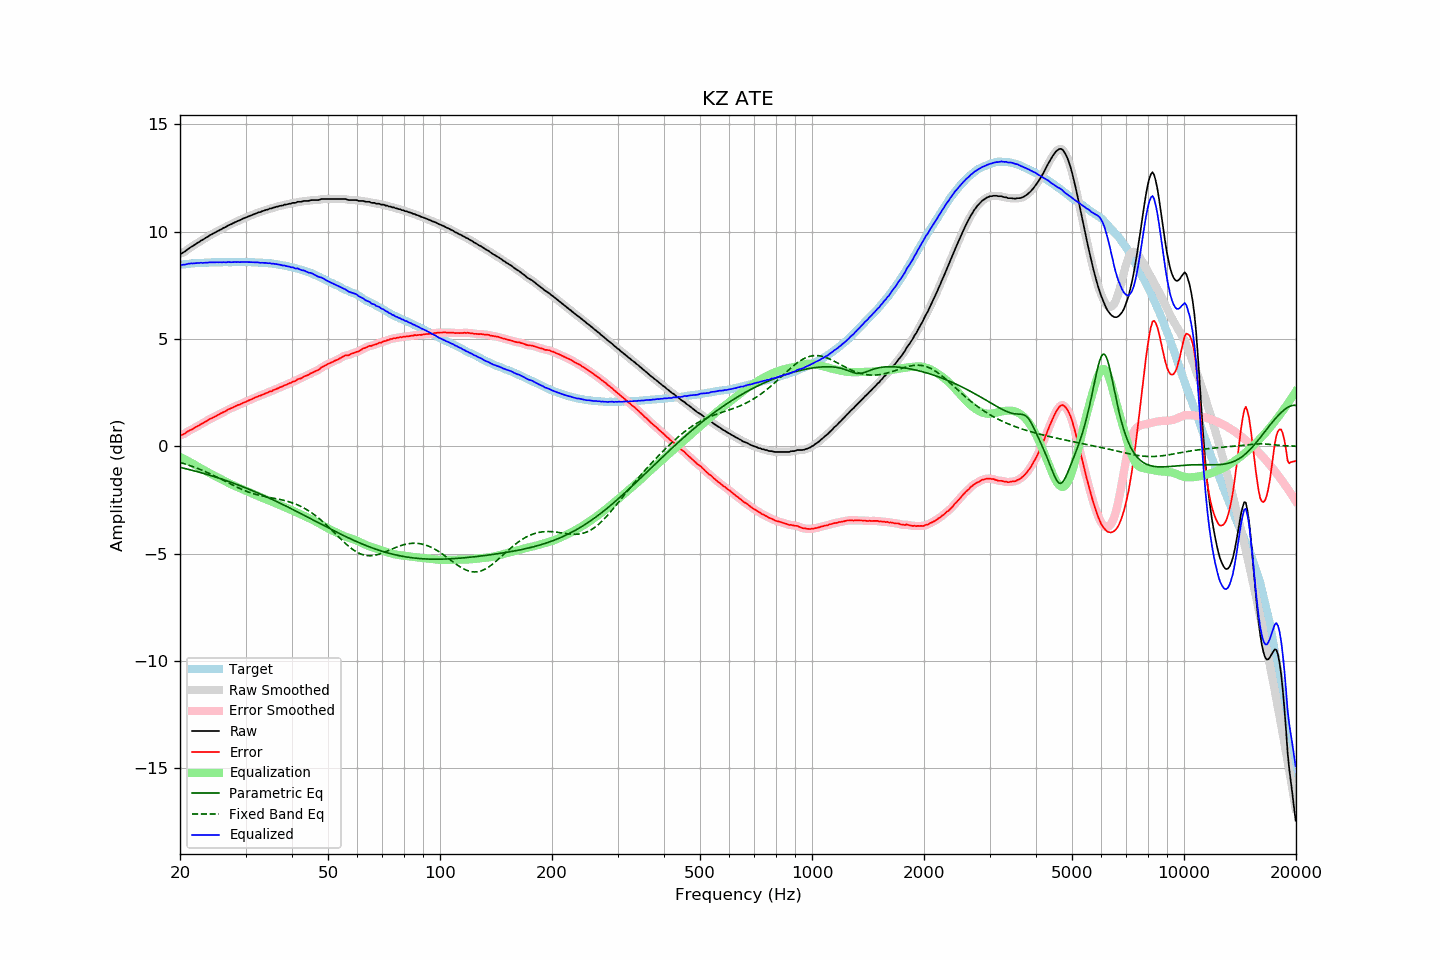 KZ ATE
15
10
5
0
−5
−10
−15
Amplitude (dBr)
Target
Raw Smoothed
Error Smoothed
Raw
Error
Equalization
Parametric Eq
Fixed Band Eq
Equalized
20 50 100 200 500 1000 2000 5000 10000 20000
Frequency (Hz)